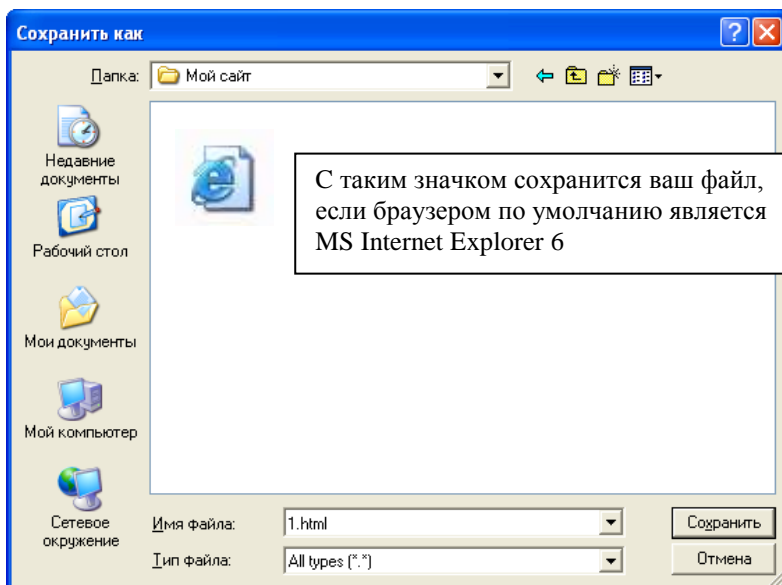 Сохранить как
Папка: Мой сайт
Недавние
документы
Рабочий стол
Мои документы
Мой компьютер
Сетевое
окружение
С таким значком сохранится ваш файл,
если браузером по умолчанию является
MS Internet Explorer 6
Имя файла: 1.html Сохранить
Тип файла: All types (*.*) Отмена